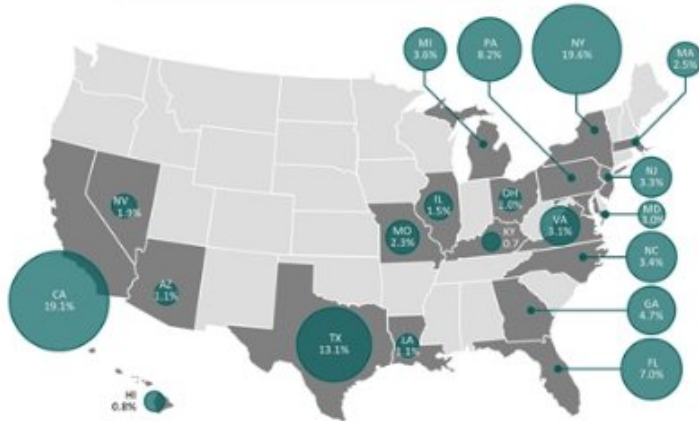 MI
3.6%
PA
8.2%
NY
19.6%
MA
2.5%
NJ
3.3%
MD
1.0%
NC
3.4%
GA
4.7%
FL
7.0%
NV
1.9%
CA
19.1%
AZ
1.1%
TX
13.1%
LA
1.1%
MO
2.3%
IL
1.5%
OH
KY
0.7
VA
3.1%
HI
0.8%